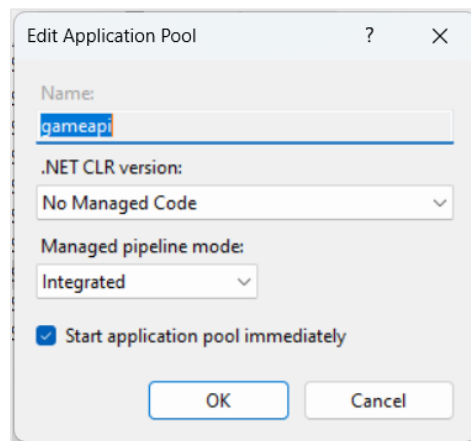 Edit Application Pool ?
Name:
gameapi
.NET CLR version:
No Managed Code
Managed pipeline mode:
Integrated
Start application pool immediately
OK Cancel